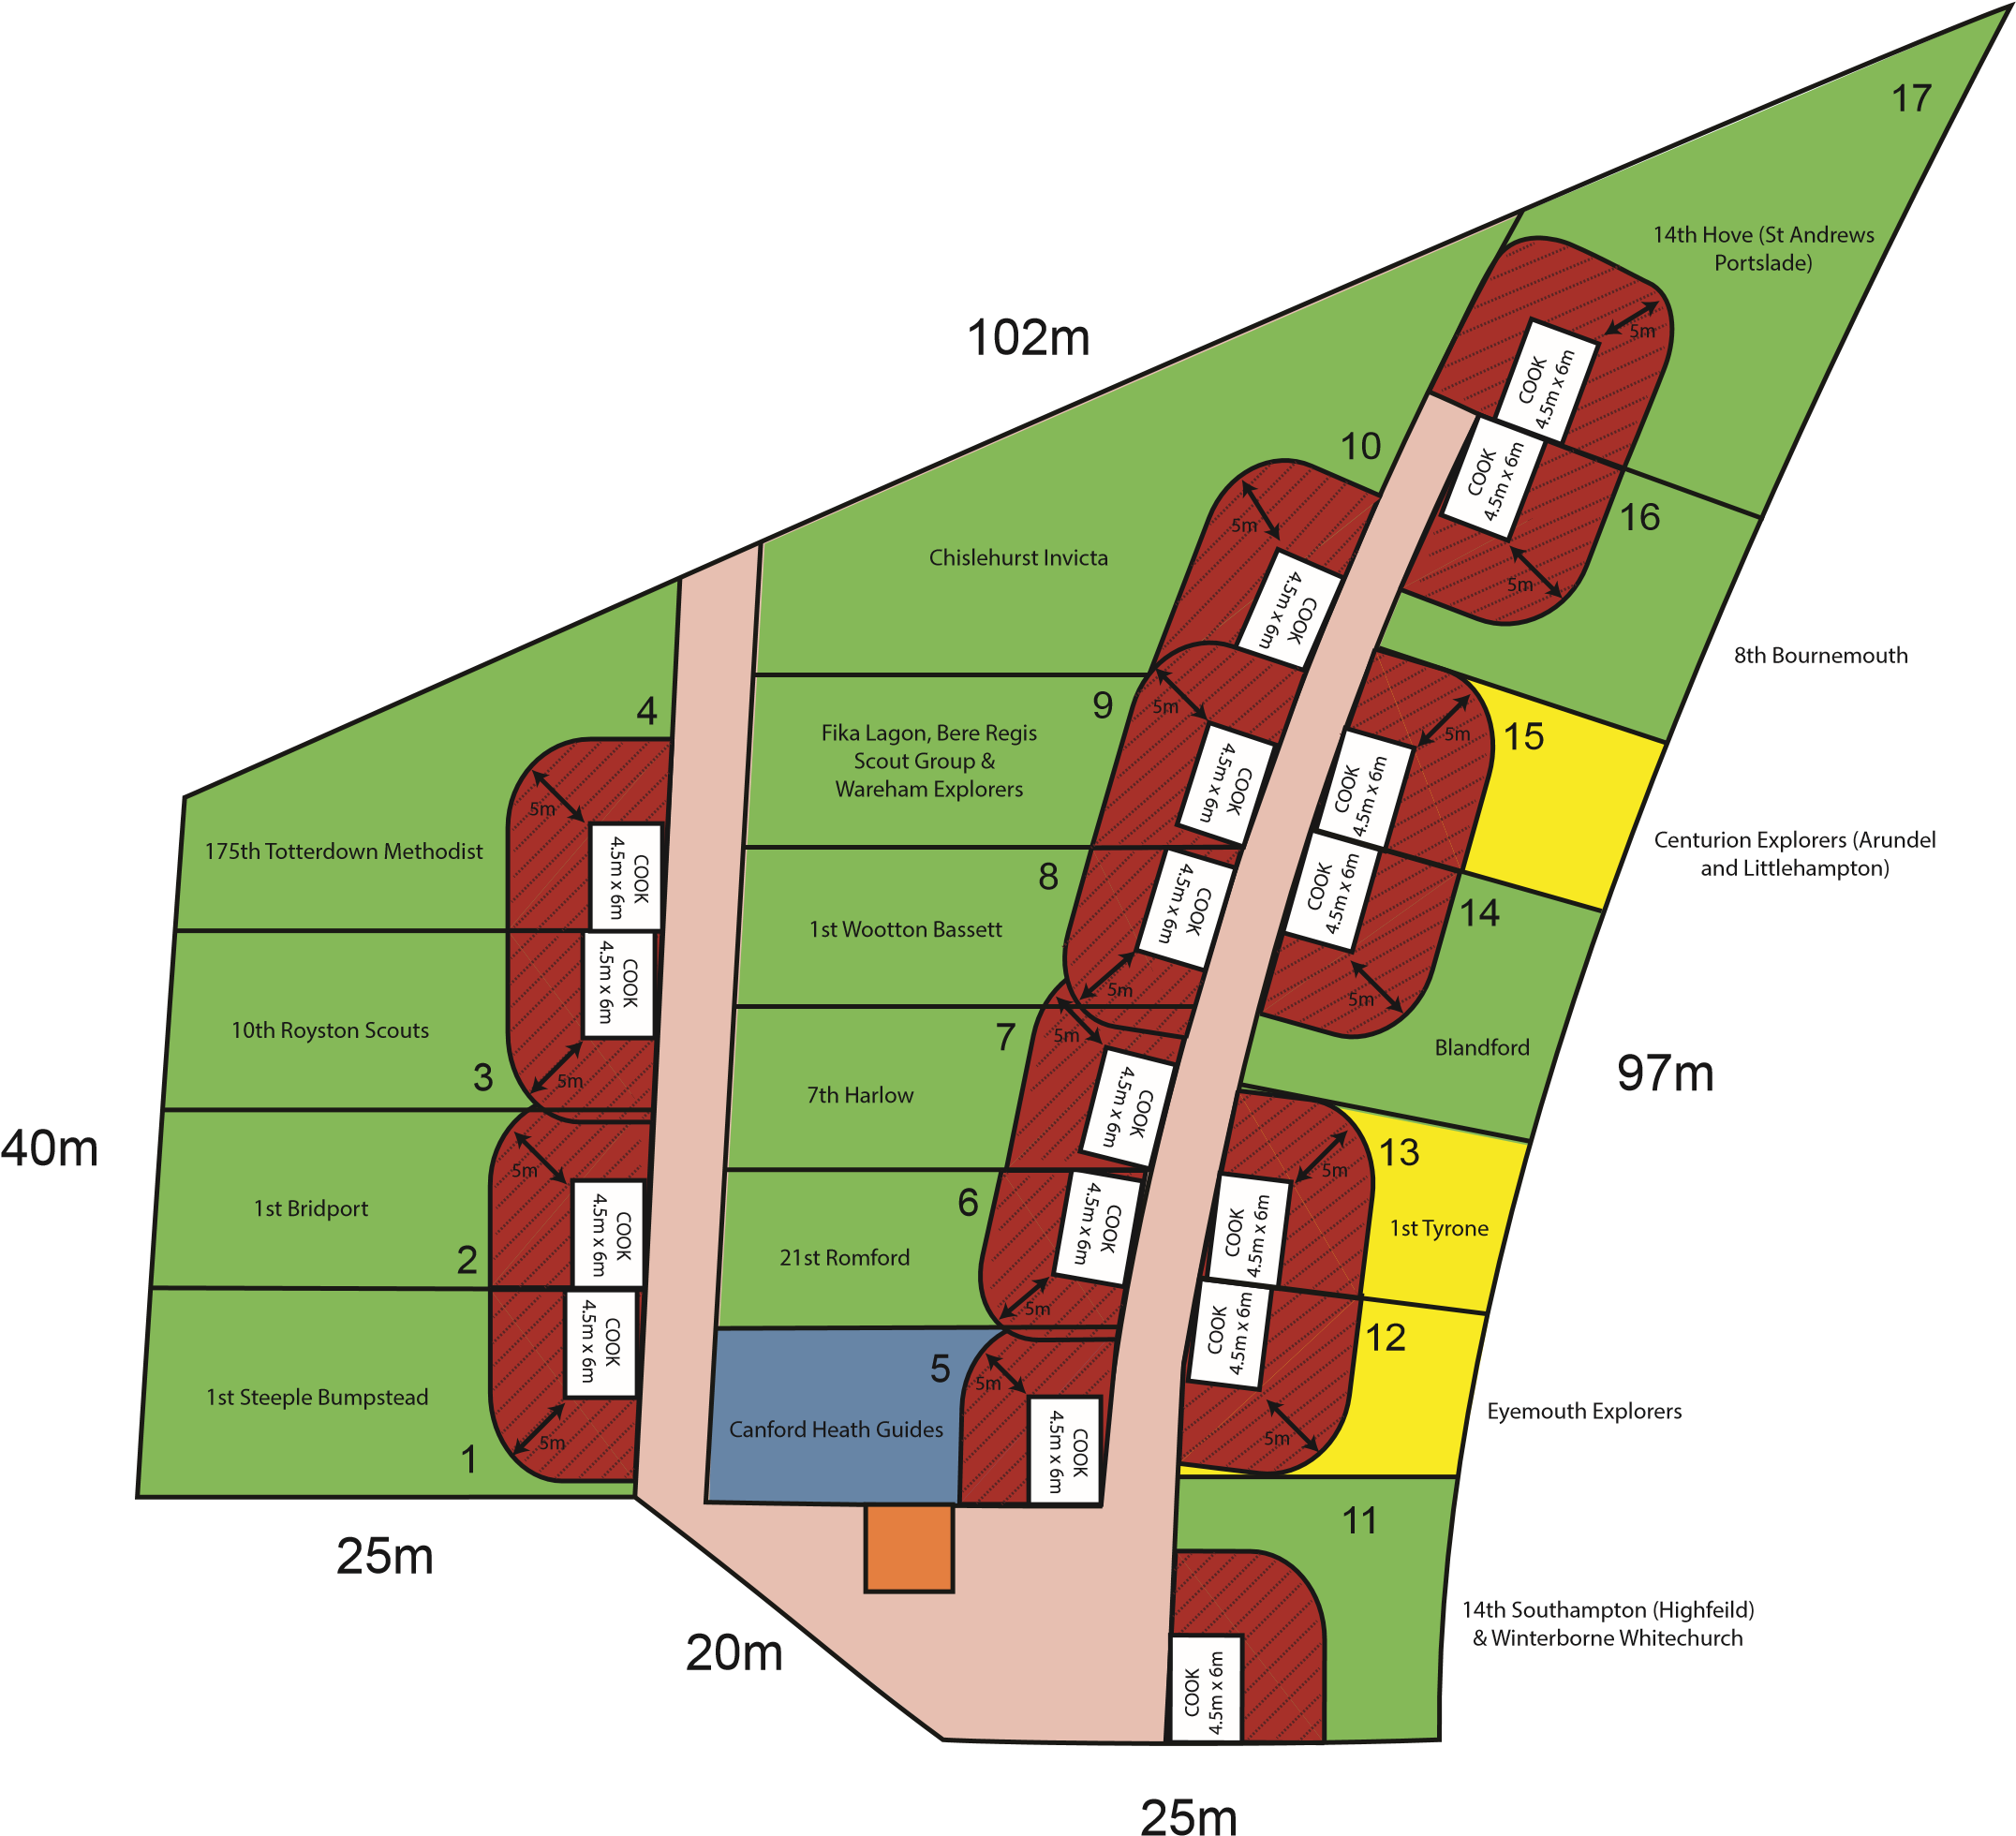 17
14th Hove (St Andrews
Portslade)
5m
COOK
4.5m x 6m
102m
10
5m
Chislehurst Invicta
COOK
4.5m x 6m
COOK
4.5m x 6m
16
5m
8th Bournemouth
4
9
5m
Fika Lagon, Bere Regis
Scout Group &
Wareham Explorers
COOK
4.5m x 6m
5m
15
COOK
4.5m x 6m
Centurion Explorers (Arundel
and Littlehampton)
5m
175th Totterdown Methodist
COOK
4.5m x 6m
8
1st Wootton Bassett
COOK
4.5m x 6m
5m
COOK
4.5m x 6m
14
5m
Blandford
10th Royston Scouts
COOK
4.5m x 6m
3
5m
7
5m
7th Harlow
COOK
4.5m x 6m
97m
40m
5m
1st Bridport
2
COOK
4.5m x 6m
6
21st Romford
COOK
4.5m x 6m
5m
13
5m
1st Tyrone
COOK
4.5m x 6m
12
COOK
4.5m x 6m
5m
Eyemouth Explorers
1st Steeple Bumpstead
COOK
4.5m x 6m
1
5m
5
5m
Canford Heath Guides
COOK
4.5m x 6m
11
25m
14th Southampton (Highfeild)
& Winterborne Whitechurch
20m
COOK
4.5m x 6m
25m